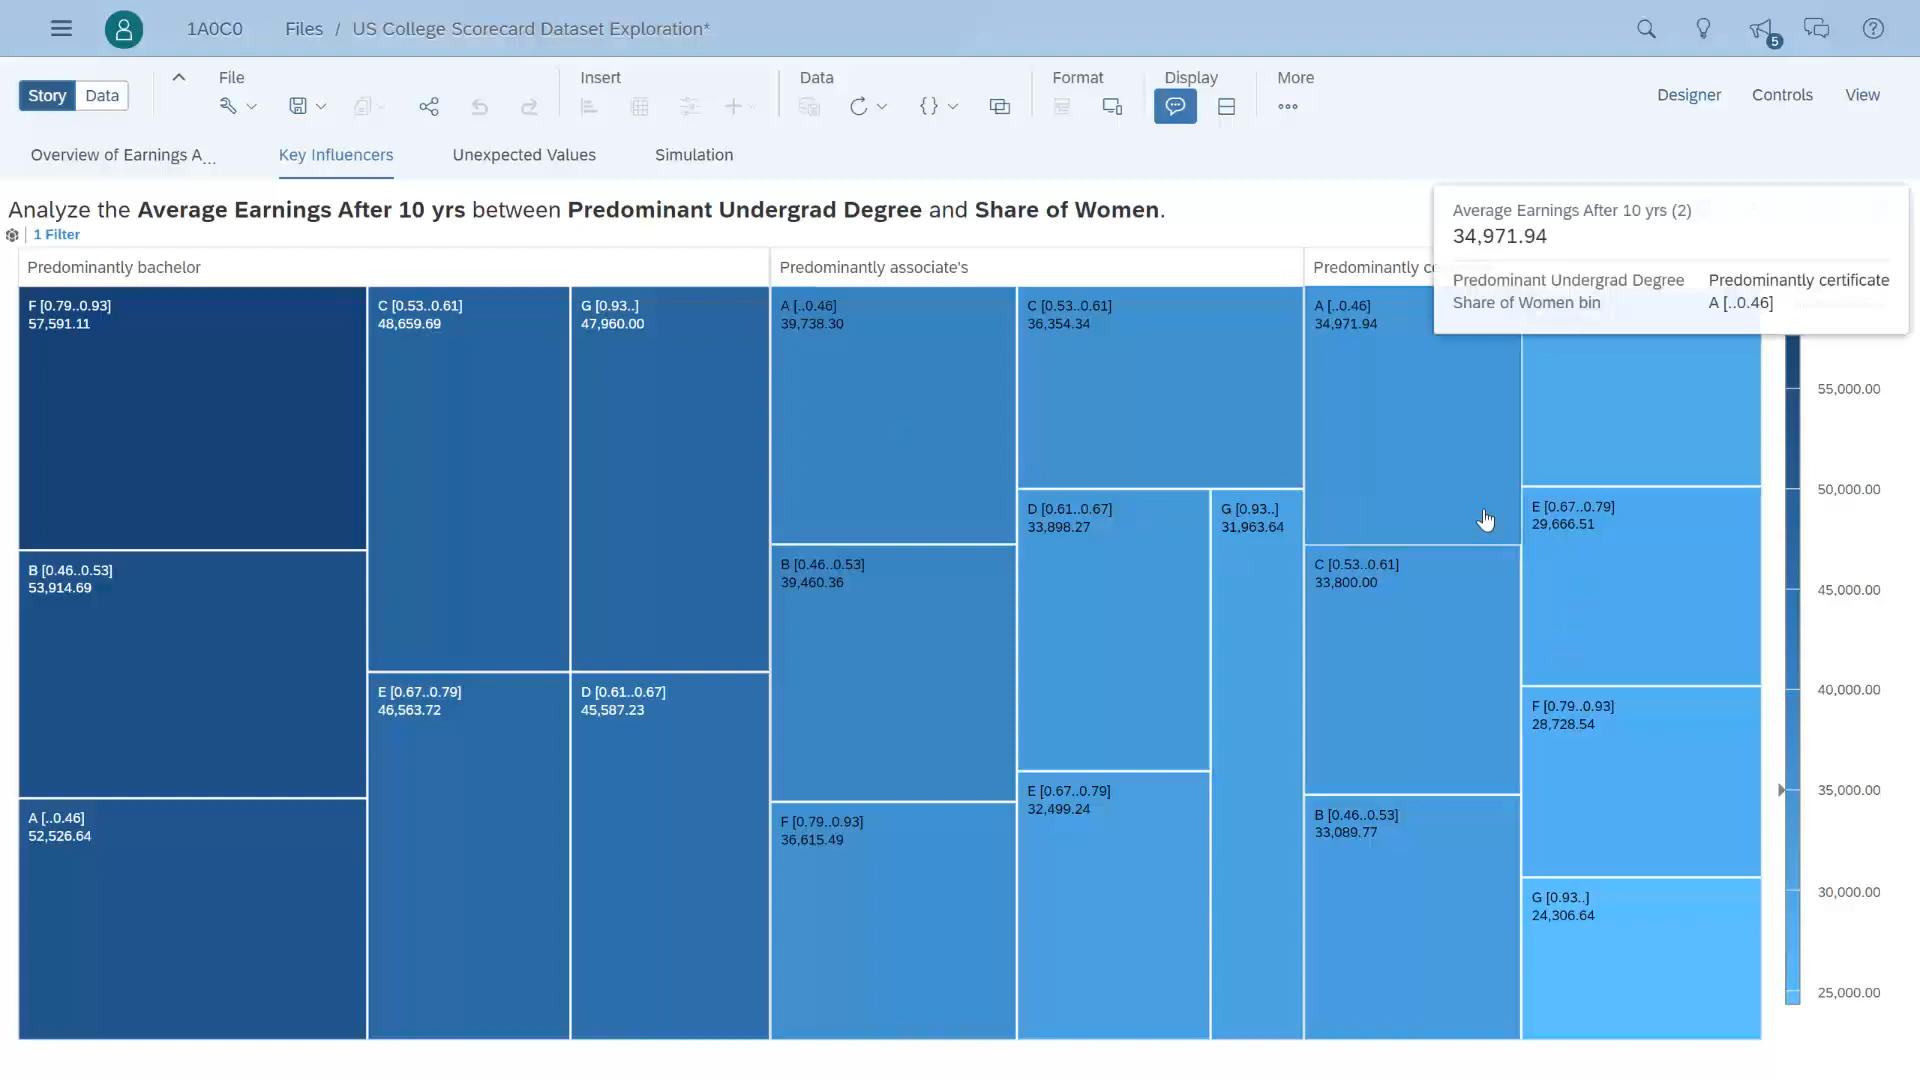 1A0C0
Files / US College Scorecard Dataset Exploration*
5
Story
Data
File
Insert
Data
Format
Display
More
Designer
Controls
View
Overview of Earnings A...
Key Influencers
Unexpected Values
Simulation
Analyze the Average Earnings After 10 yrs between Predominant Undergrad Degree and Share of Women.
1 Filter
Average Earnings After 10 yrs (2)
34,971.94
Predominant Undergrad Degree Predominantly certificate
Share of Women bin A [..0.46]
Predominantly bachelor
F [0.79..0.93]
57,591.11
B [0.46..0.53]
53,914.69
A [..0.46]
52,526.64
C [0.53..0.61]
48,659.69
E [0.67..0.79]
46,563.72
G [0.93..]
47,960.00
D [0.61..0.67]
45,587.23
Predominantly associate's
A [..0.46]
39,738.30
B [0.46..0.53]
39,460.36
F [0.79..0.93]
36,615.49
C [0.53..0.61]
36,354.34
D [0.61..0.67]
33,898.27
E [0.67..0.79]
32,499.24
G [0.93..]
31,963.64
Predominantly ce
A [..0.46]
34,971.94
C [0.53..0.61]
33,800.00
B [0.46..0.53]
33,089.77
E [0.67..0.79]
29,666.51
F [0.79..0.93]
28,728.54
G [0.93..]
24,306.64
55,000.00
50,000.00
45,000.00
40,000.00
35,000.00
30,000.00
25,000.00